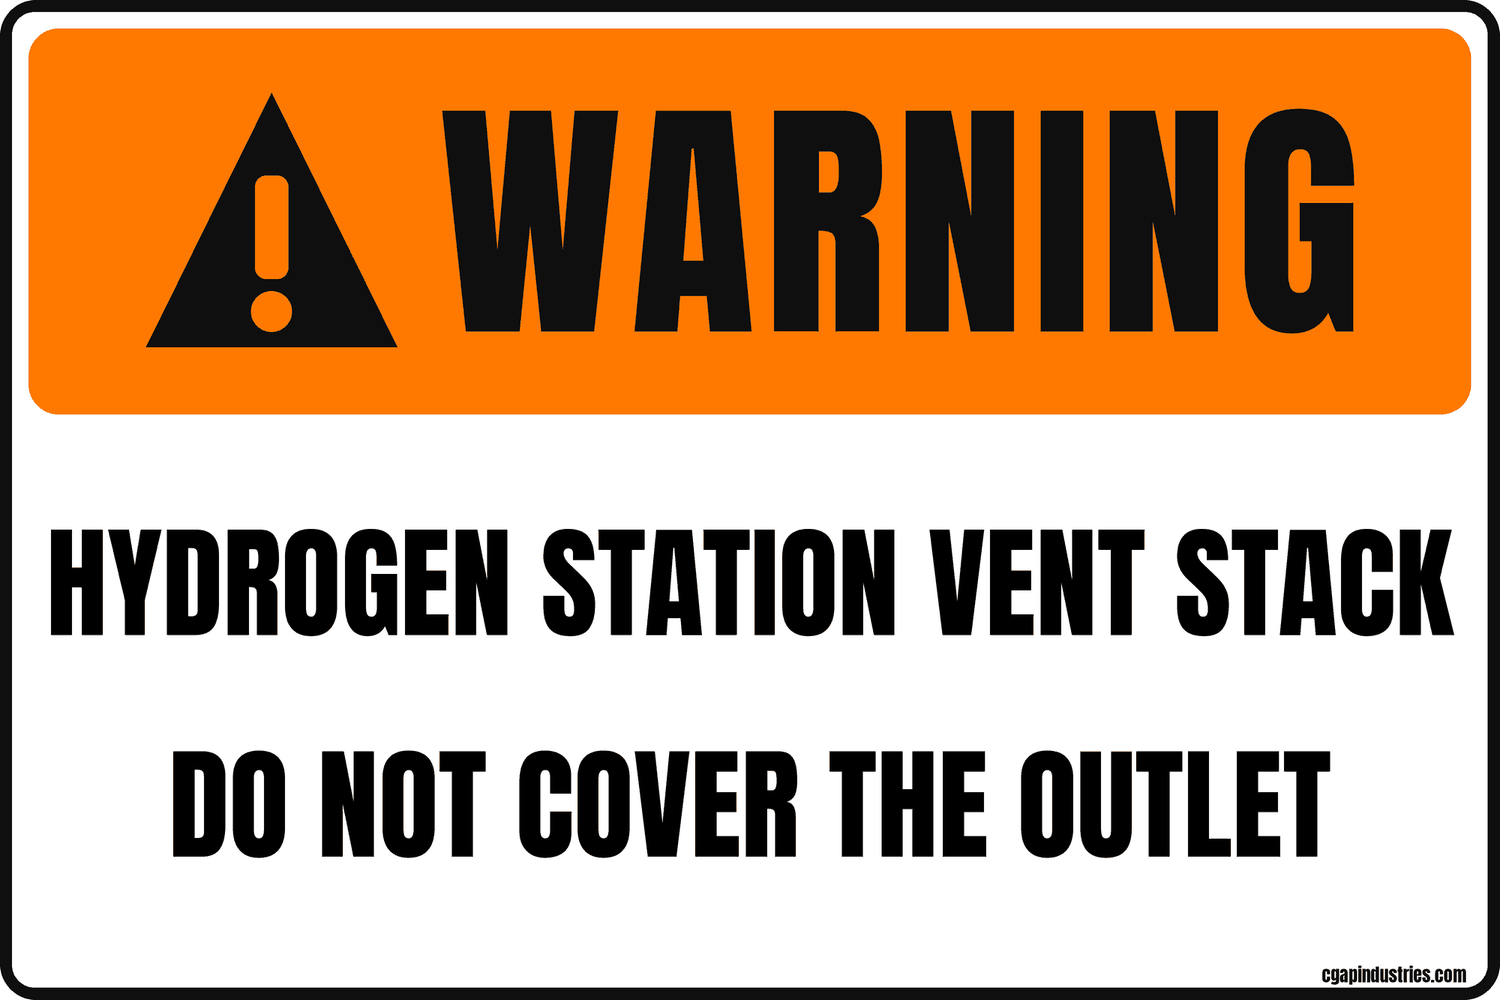 WARNING
HYDROGEN STATION VENT STACK
DO NOT COVER THE OUTLET
cgapindustries.com